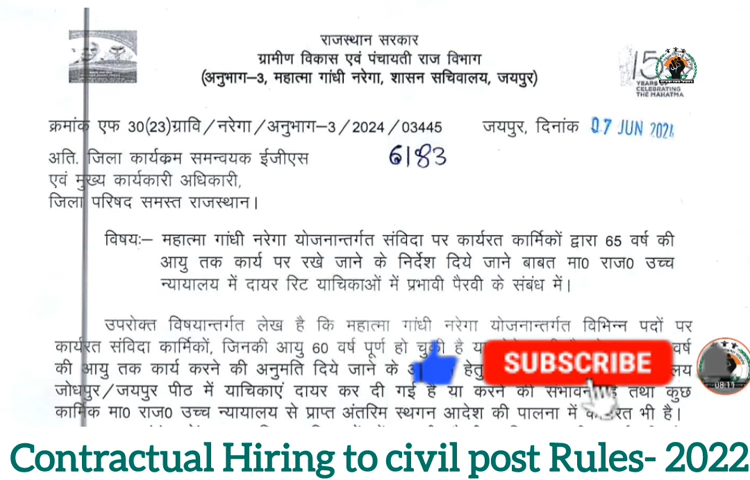 राजस्थान सरकार
ग्रामीण विकास एवं पंचायती राज विभाग
(अनुभाग–3, महात्मा गांधी नरेगा, शासन सचिवालय, जयपुर)
YEARS OF
CELEBRATING
THE MAHATMA
क्रमांक एफ 30(23)ग्रावि/नरेगा/अनुभाग–3/2024/03445 जयपुर, दिनांक 07 JUN 2024
अति. जिला कार्यक्रम समन्वयक ईजीएस 6183
एवं मुख्य कार्यकारी अधिकारी,
जिला परिषद समस्त राजस्थान।
विषयः– महात्मा गांधी नरेगा योजनान्तर्गत संविदा पर कार्यरत कार्मिकों द्वारा 65 वर्ष की
आयु तक कार्य पर रखे जाने के निर्देश दिये जाने बाबत मा0 राज0 उच्च
न्यायालय में दायर रिट याचिकाओं में प्रभावी पैरवी के संबंध में।
उपरोक्त विषयान्तर्गत लेख है कि महात्मा गांधी नरेगा योजनान्तर्गत विभिन्न पदों पर
कार्यरत संविदा कार्मिकों, जिनकी आयु 60 वर्ष पूर्ण हो चुकी है वर्ष
की आयु तक कार्य करने की अनुमति दिये जाने के हेतु
SUBSCRIBE
08:11
जोधपुर/जयपुर पीठ में याचिकाएं दायर कर दी गई है या करने की तथा कुछ
कार्मिक मा0 राज0 उच्च न्यायालय से प्राप्त अंतरिम स्थगन आदेश की पालना में भी है।
Contractual Hiring to civil post Rules- 2022